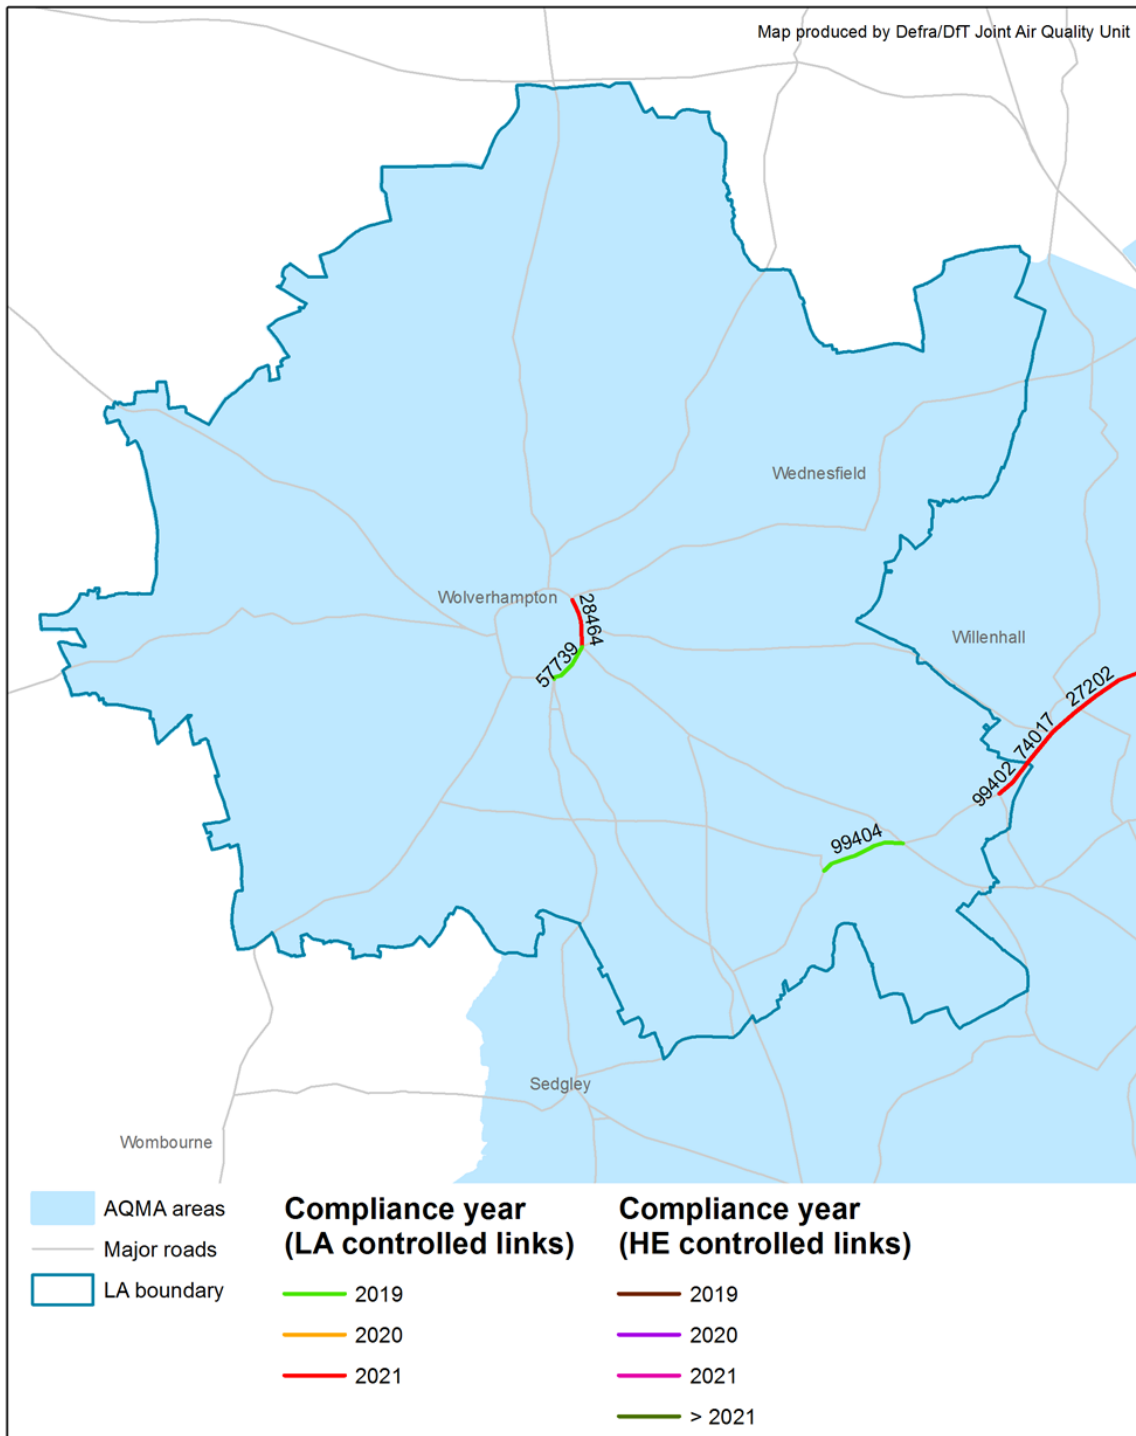 Map produced by Defra/DfT Joint Air Quality Unit
Wednesfield
Wolverhampton
28464
57739
Willenhall
27202
74017
99402
99404
Sedgley
Wombourne
AQMA areas
Major roads
LA boundary
Compliance year
(LA controlled links)
2019
2020
2021
Compliance year
(HE controlled links)
2019
2020
2021
> 2021